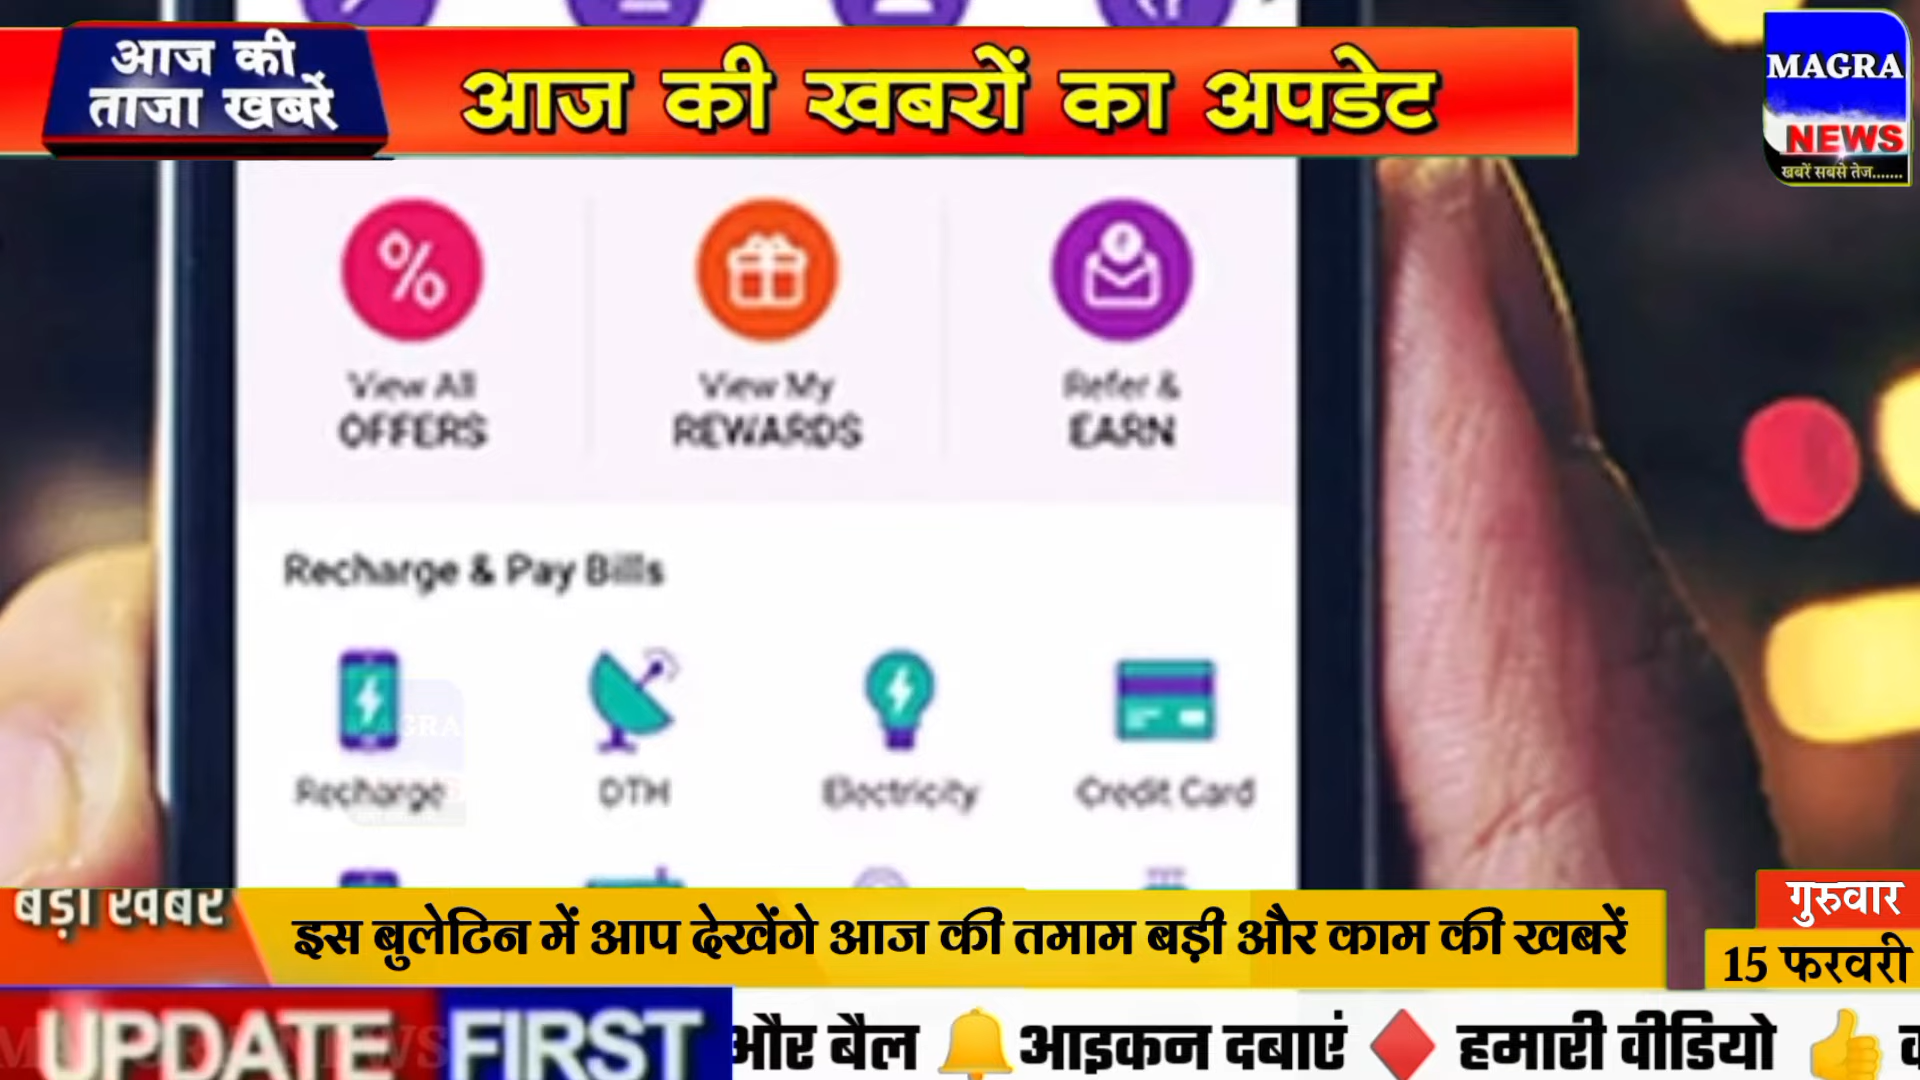 आज की
ताजा खबरें
आज की खबरों का अपडेट
MAGRA
NEWS
खबरें सबसे तेज.......
View All
OFFERS
View My
REWARDS
Refer &
EARN
Recharge & Pay Bills
Recharge
DTH
Electricity
Credit Card
बड़ी खबर
इस बुलेटिन में आप देखेंगे आज की तमाम बड़ी और काम की खबरें
गुरुवार
15 फरवरी
UPDATE FIRST
और बैल 🔔 आइकन दबाएं ♦ हमारी वीडियो 👍